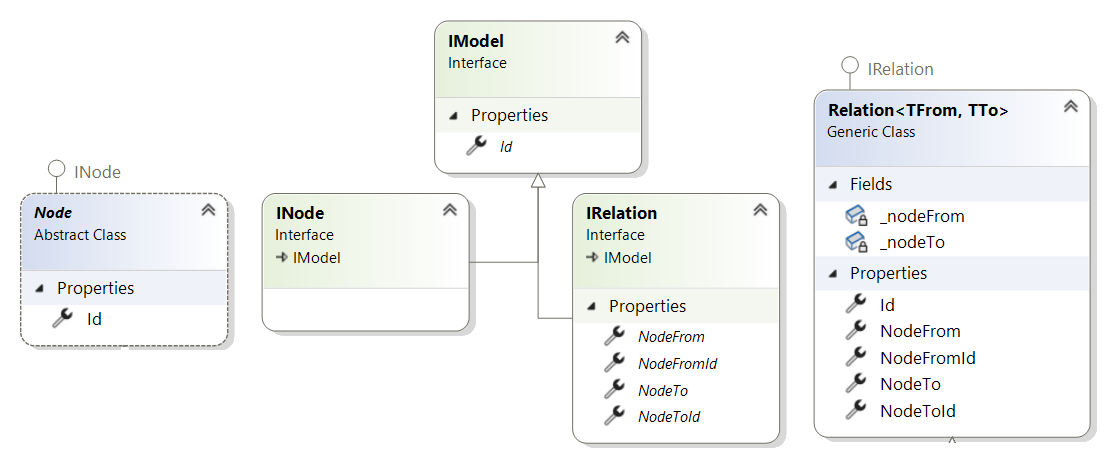 INode
Node
Abstract Class
Properties
Id
INode
Interface
IModel
IModel
Interface
Properties
Id
IRelation
Interface
IModel
Properties
NodeFrom
NodeFromId
NodeTo
NodeToId
IRelation
Relation<TFrom, TTo>
Generic Class
Fields
_nodeFrom
_nodeTo
Properties
Id
NodeFrom
NodeFromId
NodeTo
NodeToId